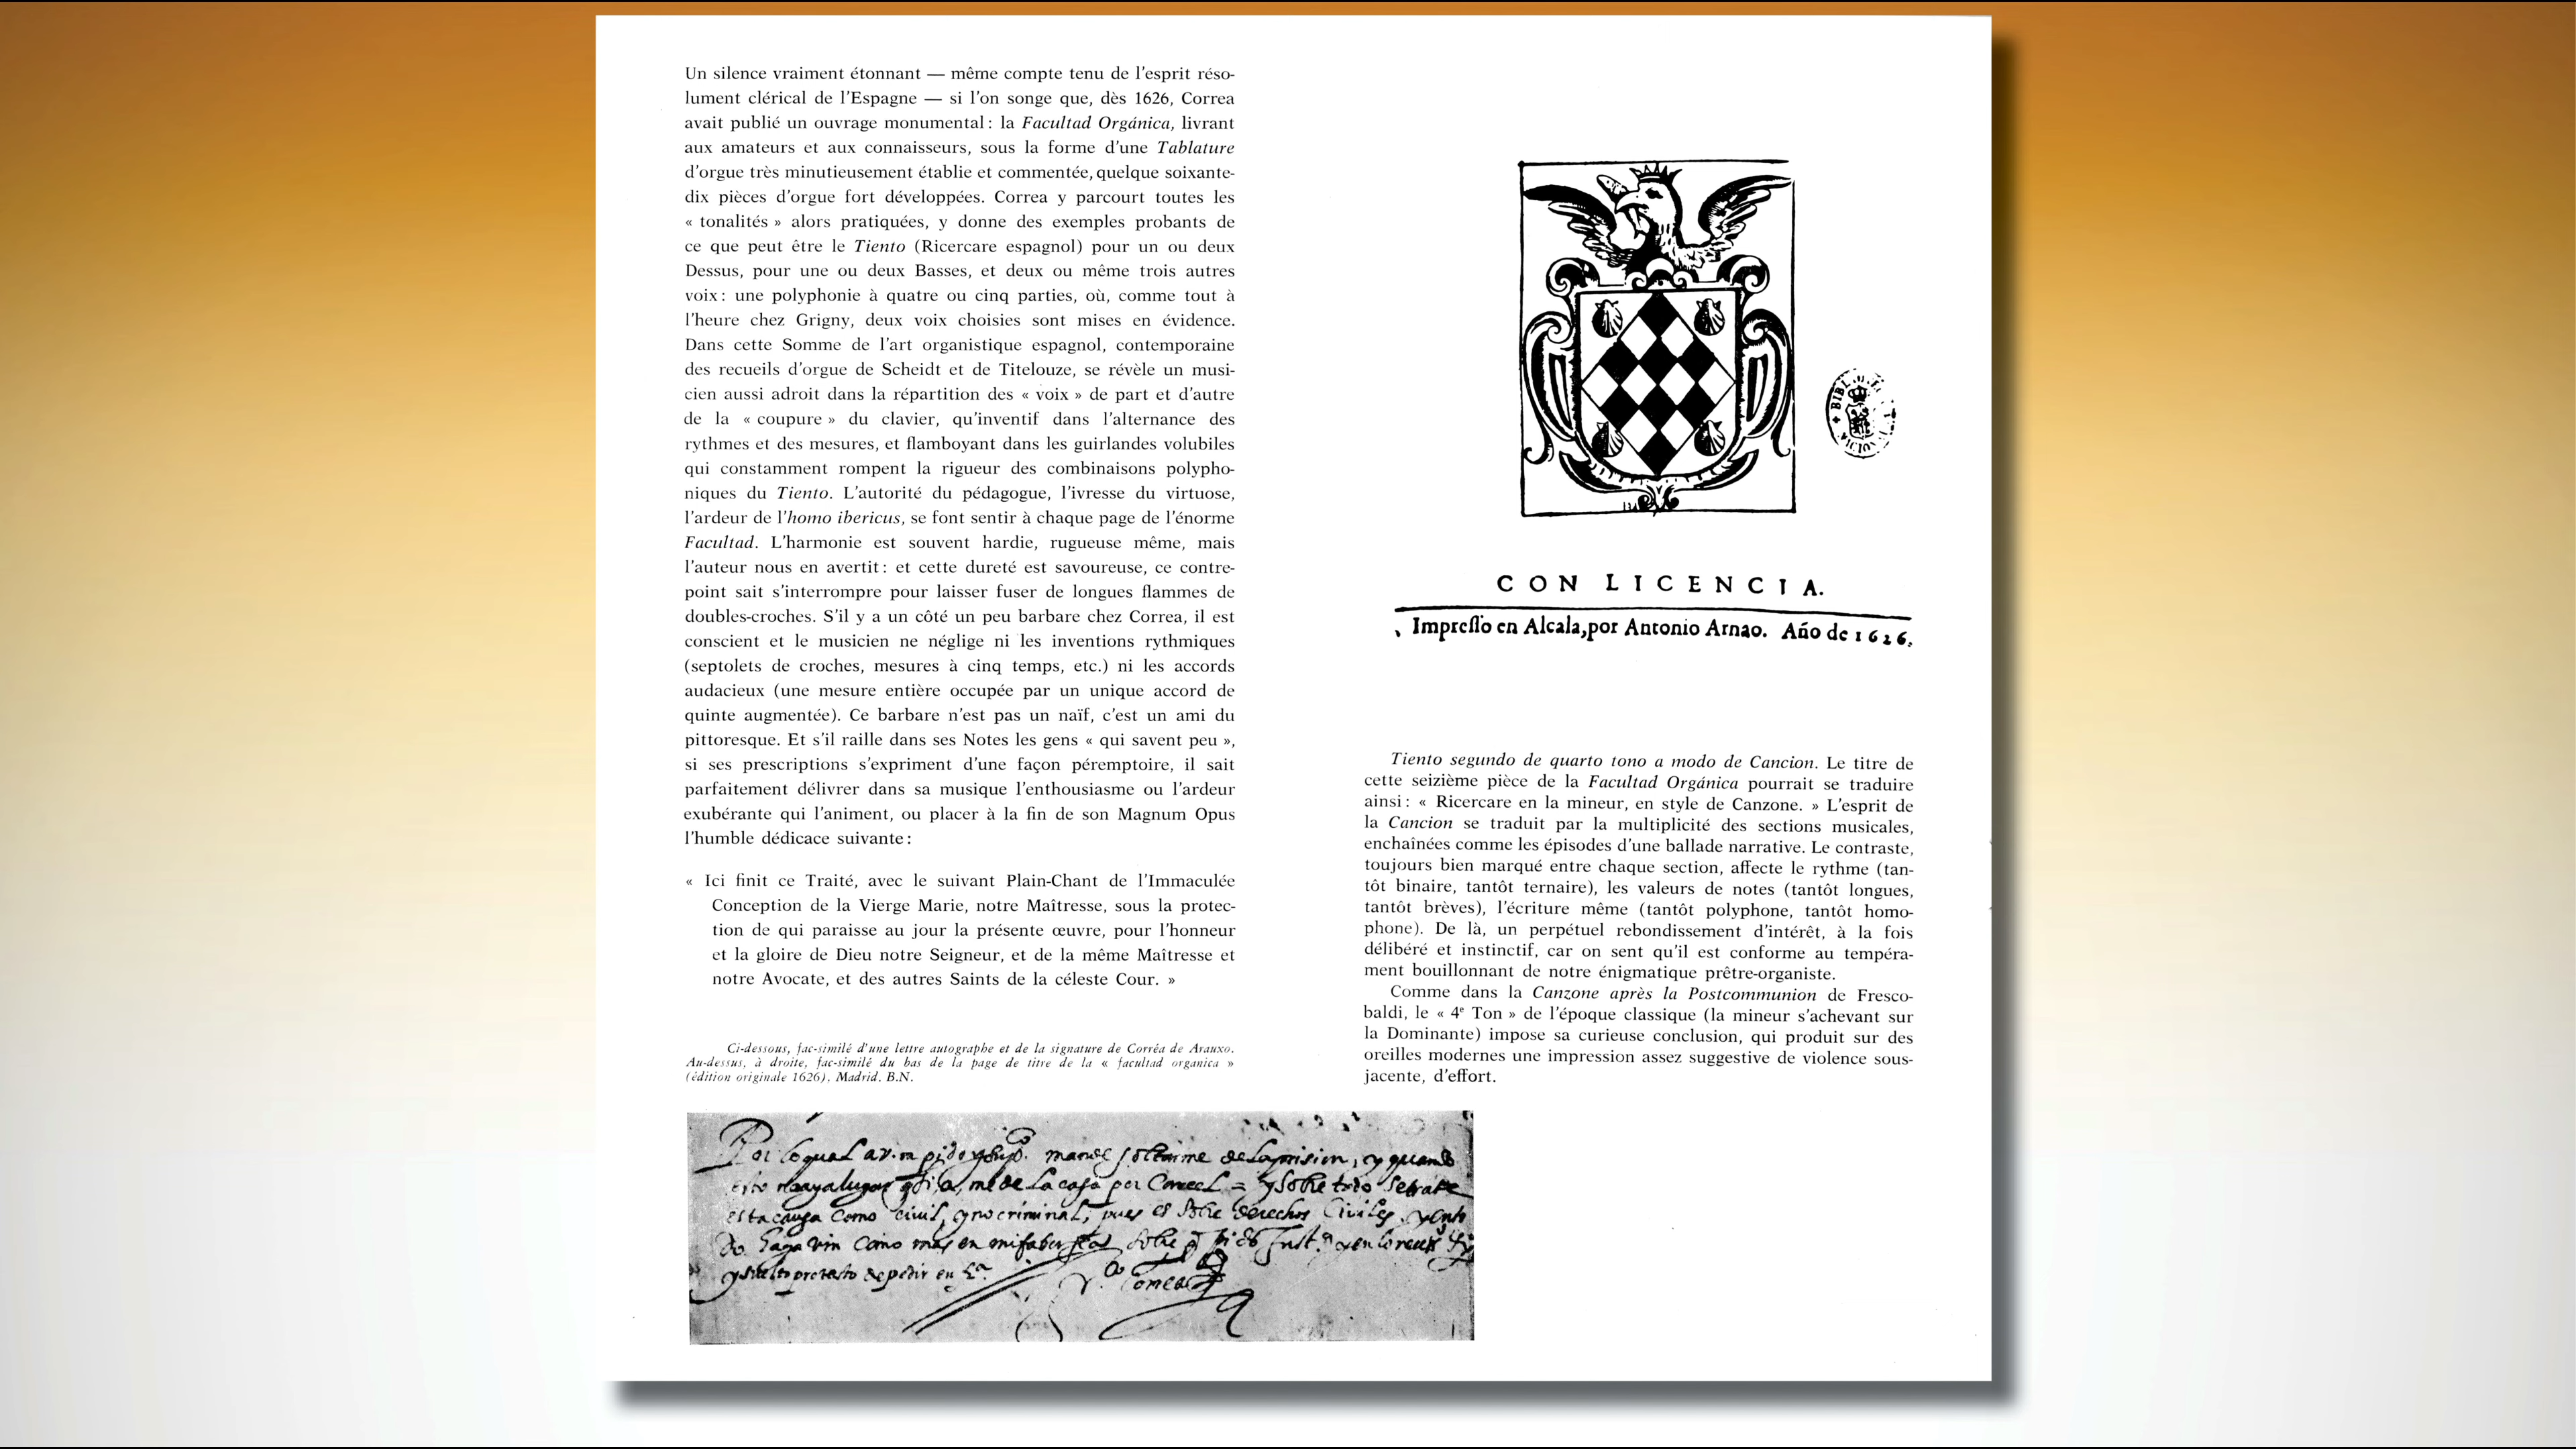 Un silence vraiment étonnant — même compte tenu de l'esprit réso-
lument clérical de l'Espagne — si l'on songe que, dès 1626, Correa
avait publié un ouvrage monumental : la Facultad Orgánica, livrant
aux amateurs et aux connaisseurs, sous la forme d'une Tablature
d'orgue très minutieusement établie et commentée, quelque soixante-
dix pièces d'orgue fort développées. Correa y parcourt toutes les
« tonalités » alors pratiquées, y donne des exemples probants de
ce que peut être le Tiento (Ricercare espagnol) pour un ou deux
Dessus, pour une ou deux Basses, et deux ou même trois autres
voix : une polyphonie à quatre ou cinq parties, où, comme tout à
l'heure chez Grigny, deux voix choisies sont mises en évidence.
Dans cette Somme de l'art organistique espagnol, contemporaine
des recueils d'orgue de Scheidt et de Titelouze, se révèle un musi-
cien aussi adroit dans la répartition des « voix » de part et d'autre
de la « coupure » du clavier, qu'inventif dans l'alternance des
rythmes et des mesures, et flamboyant dans les guirlandes volubiles
qui constamment rompent la rigueur des combinaisons polypho-
niques du Tiento. L'autorité du pédagogue, l'ivresse du virtuose,
l'ardeur de l'homo ibericus, se font sentir à chaque page de l'énorme
Facultad. L'harmonie est souvent hardie, rugueuse même, mais
l'auteur nous en avertit : et cette dureté est savoureuse, ce contre-
point sait s'interrompre pour laisser fuser de longues flammes de
doubles-croches. S'il y a un côté un peu barbare chez Correa, il est
conscient et le musicien ne néglige ni les inventions rythmiques
(septolets de croches, mesures à cinq temps, etc.) ni les accords
audacieux (une mesure entière occupée par un unique accord de
quinte augmentée). Ce barbare n'est pas un naïf, c'est un ami du
pittoresque. Et s'il raille dans ses Notes les gens « qui savent peu »,
si ses prescriptions s'expriment d'une façon péremptoire, il sait
parfaitement délivrer dans sa musique l'enthousiasme ou l'ardeur
exubérante qui l'animent, ou placer à la fin de son Magnum Opus
l'humble dédicace suivante :
« Ici finit ce Traité, avec le suivant Plain-Chant de l'Immaculée
Conception de la Vierge Marie, notre Maîtresse, sous la protec-
tion de qui paraisse au jour la présente œuvre, pour l'honneur
et la gloire de Dieu notre Seigneur, et de la même Maîtresse et
notre Avocate, et des autres Saints de la céleste Cour. »
Ci-dessous, fac-similé d'une lettre autographe et de la signature de Corréa de Arauxo.
Au-dessus, à droite, fac-similé du bas de la page de titre de la « facultad organica »
(édition originale 1626). Madrid. B.N.
CON LICENCIA.
Impresso en Alcala, por Antonio Arnao. Año de 1626.
Tiento segundo de quarto tono a modo de Cancion. Le titre de
cette seizième pièce de la Facultad Orgánica pourrait se traduire
ainsi : « Ricercare en la mineur, en style de Canzone. » L'esprit de
la Cancion se traduit par la multiplicité des sections musicales,
enchaînées comme les épisodes d'une ballade narrative. Le contraste,
toujours bien marqué entre chaque section, affecte le rythme (tan-
tôt binaire, tantôt ternaire), les valeurs de notes (tantôt longues,
tantôt brèves), l'écriture même (tantôt polyphone, tantôt homo-
phone). De là, un perpétuel rebondissement d'intérêt, à la fois
délibéré et instinctif, car on sent qu'il est conforme au tempéra-
ment bouillonnant de notre énigmatique prêtre-organiste.
Comme dans la Canzone après la Postcommunion de Fresco-
baldi, le « 4e Ton » de l'époque classique (la mineur s'achevant sur
la Dominante) impose sa curieuse conclusion, qui produit sur des
oreilles modernes une impression assez suggestive de violence sous-
jacente, d'effort.